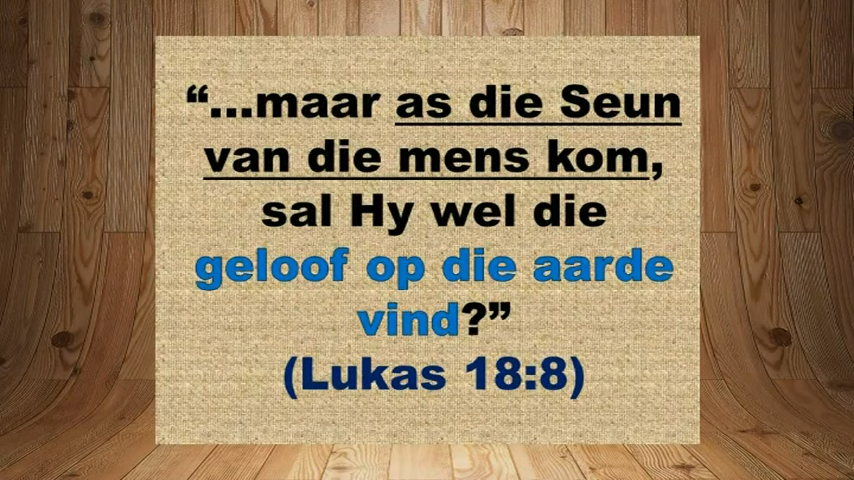 “...maar as die Seun
van die mens kom,
sal Hy wel die
geloof op die aarde
vind?”
(Lukas 18:8)